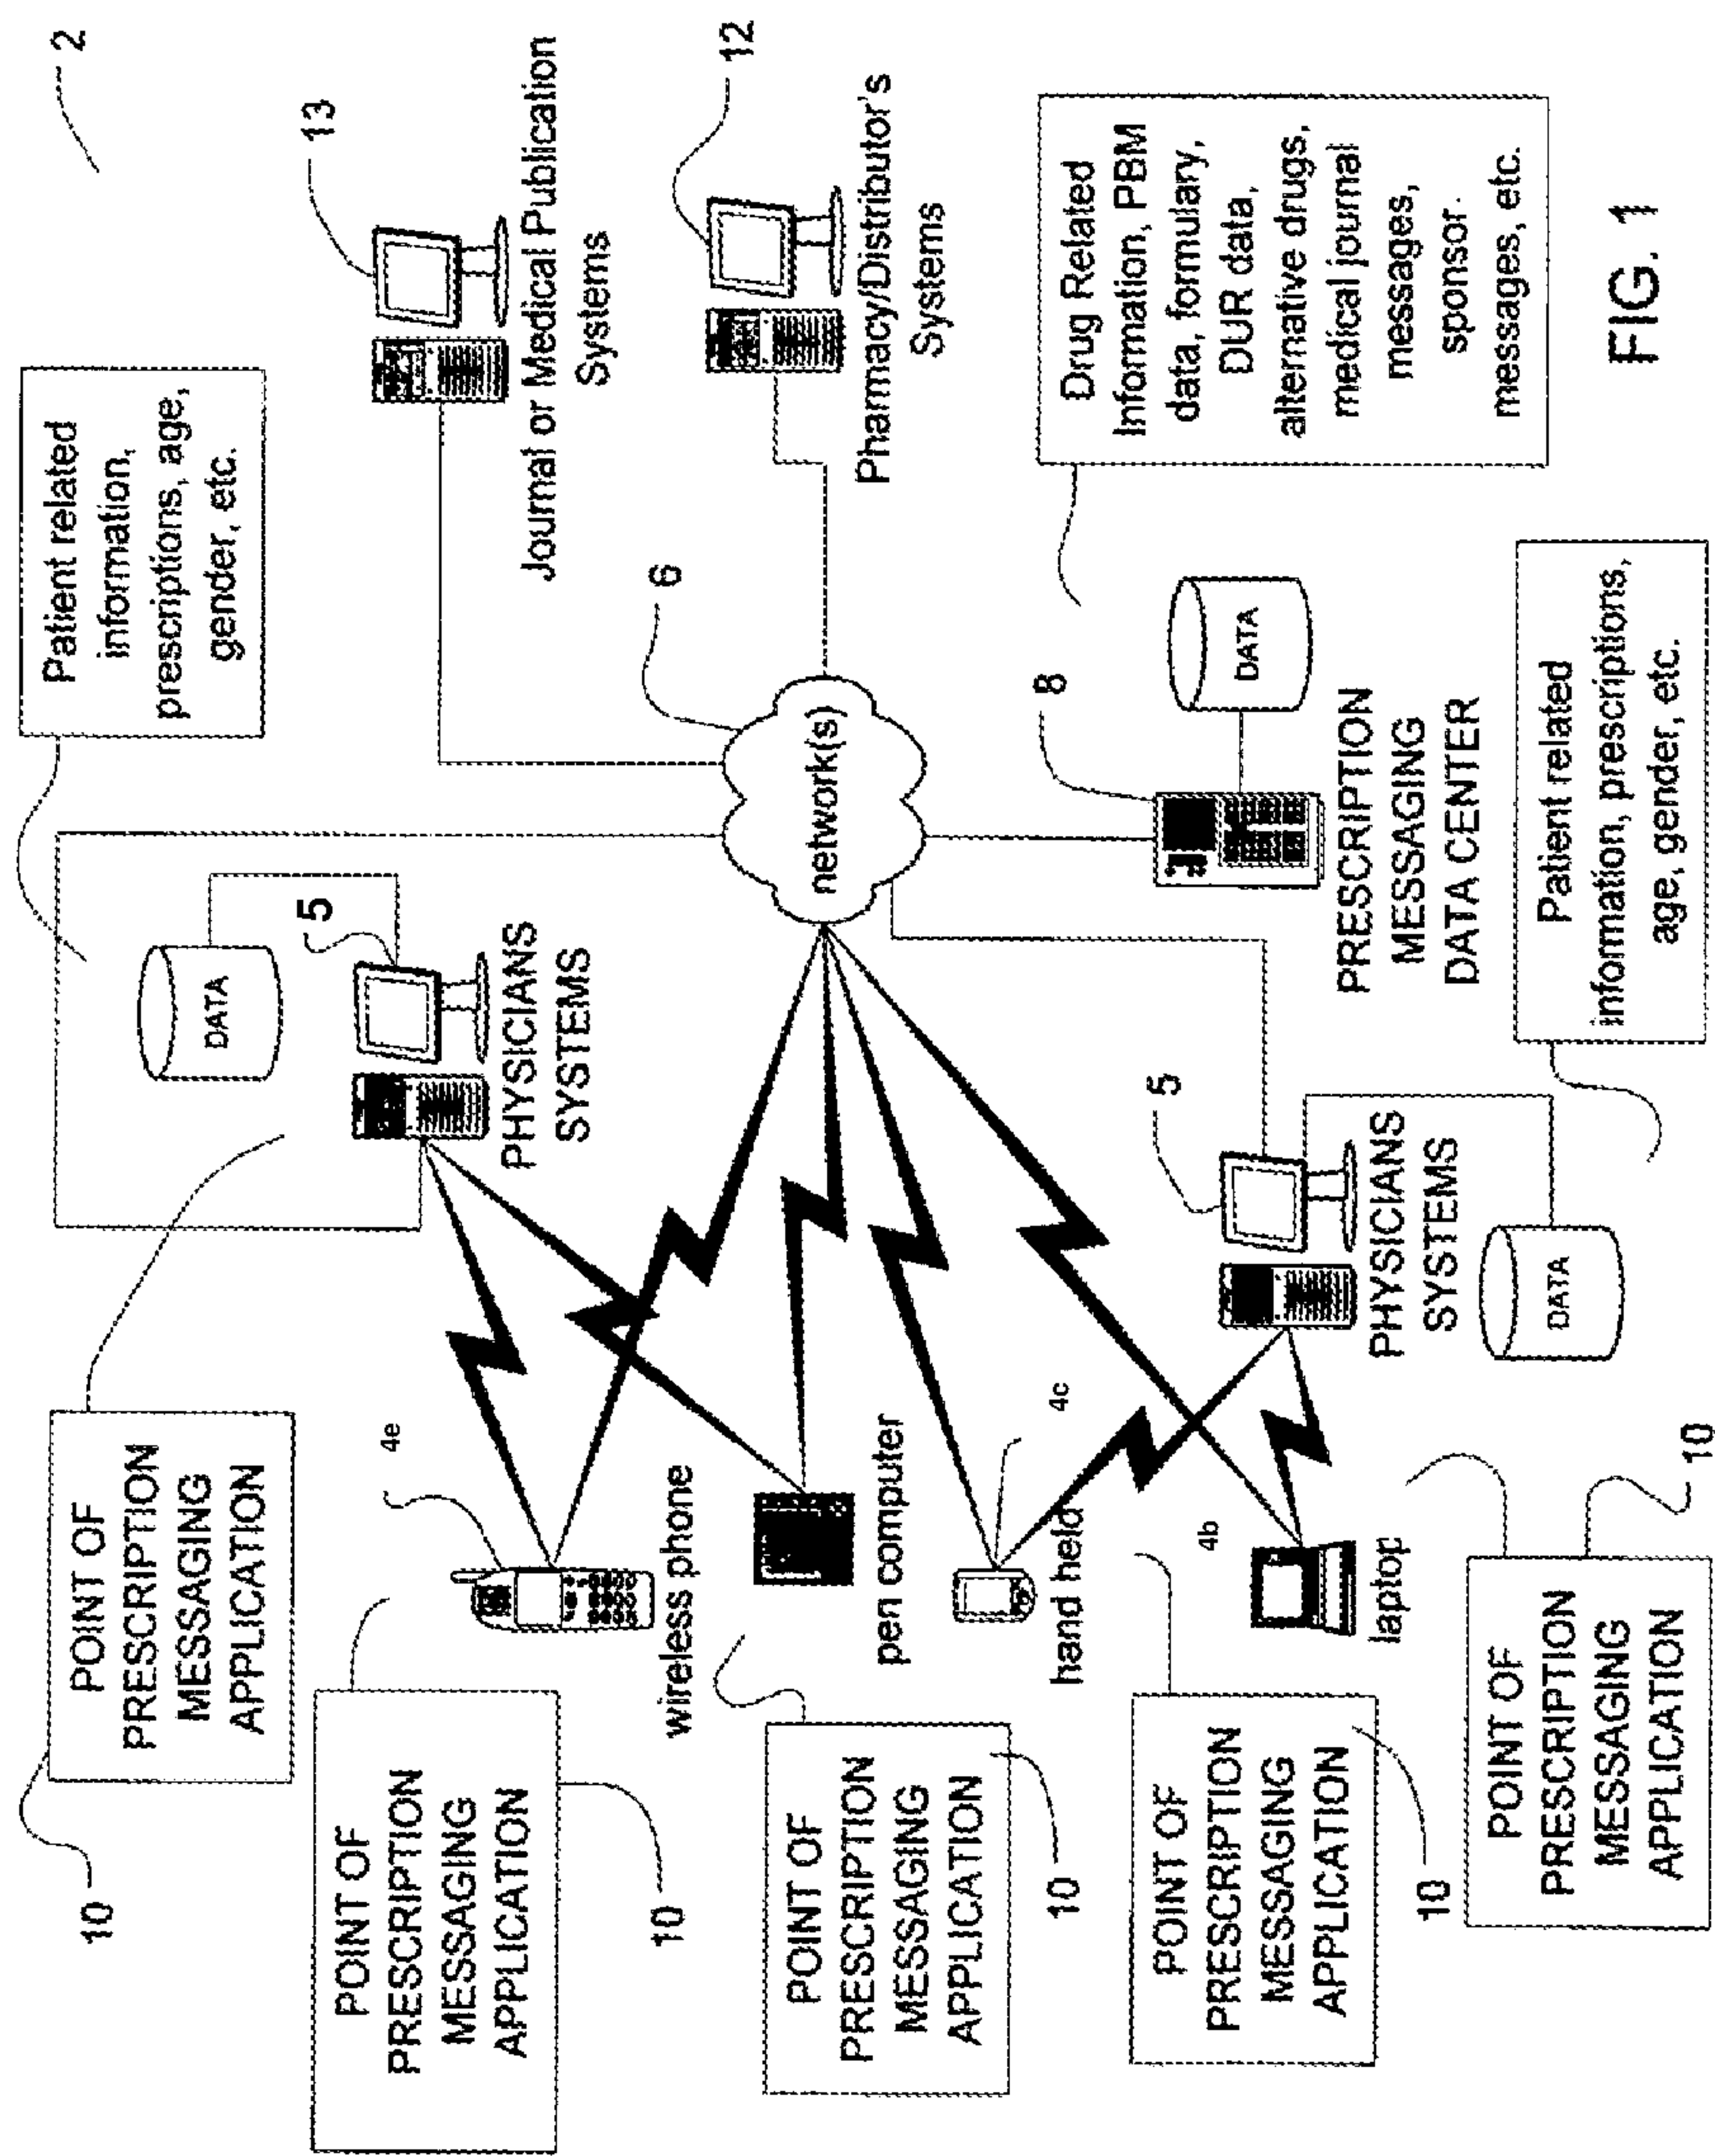 2
Patient related
information,
prescriptions, age,
gender, etc.
13
Journal or Medical Publication
Systems
12
Pharmacy/Distributor's
Systems
Drug Related
Information, PBM
data, formulary,
DUR data,
alternative drugs,
medical journal
messages,
sponsor.
messages, etc.
FIG. 1
6
network(s)
DATA
5
PHYSICIANS
SYSTEMS
8
DATA
PRESCRIPTION
MESSAGING
DATA CENTER
Patient related
information, prescriptions,
age, gender, etc.
5
PHYSICIANS
SYSTEMS
DATA
POINT OF
PRESCRIPTION
MESSAGING
APPLICATION
10
4e
wireless phone
POINT OF
PRESCRIPTION
MESSAGING
APPLICATION
10
pen computer
POINT OF
PRESCRIPTION
MESSAGING
APPLICATION
10
4c
hand held
POINT OF
PRESCRIPTION
MESSAGING
APPLICATION
10
4b
laptop
POINT OF
PRESCRIPTION
MESSAGING
APPLICATION
10